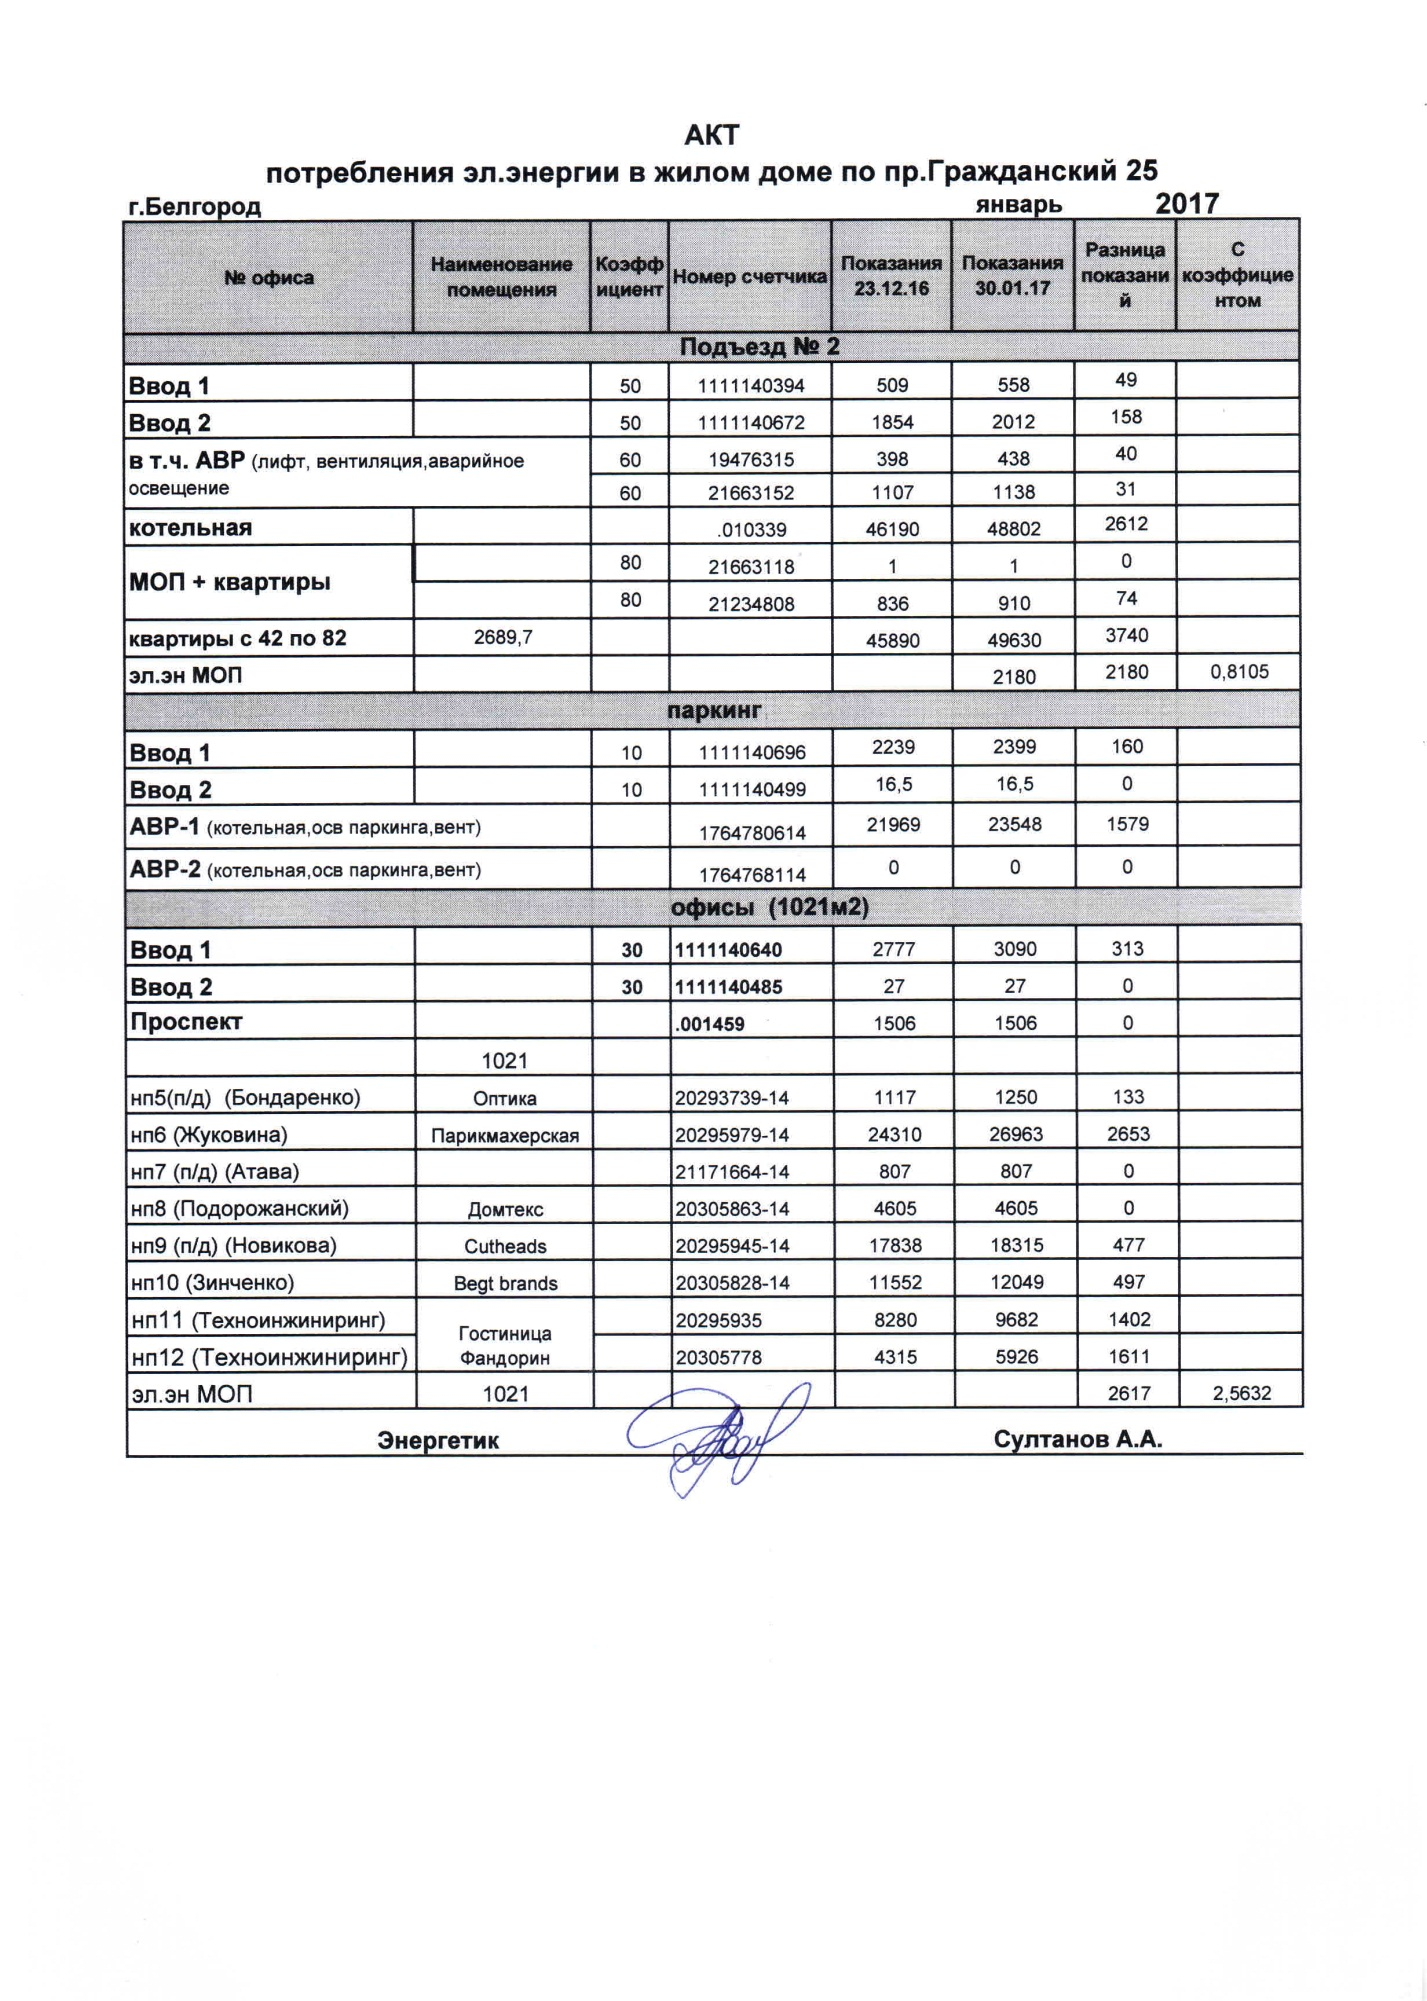 АКТ
потребления эл.энергии в жилом доме по пр.Гражданский 25
г.Белгород январь 2017
№ офиса Наименование помещения Коэфф ициент Номер счетчика Показания 23.12.16 Показания 30.01.17 Разница показани й С коэффицие нтом
Подъезд № 2
Ввод 1 50 1111140394 509 558 49
Ввод 2 50 1111140672 1854 2012 158
в т.ч. АВР (лифт, вентиляция,аварийное освещение 60 19476315 398 438 40
60 21663152 1107 1138 31
котельная .010339 46190 48802 2612
МОП + квартиры 80 21663118 1 1 0
80 21234808 836 910 74
квартиры с 42 по 82 2689,7 45890 49630 3740
эл.эн МОП 2180 2180 0,8105
паркинг
Ввод 1 10 1111140696 2239 2399 160
Ввод 2 10 1111140499 16,5 16,5 0
АВР-1 (котельная,осв паркинга,вент) 1764780614 21969 23548 1579
АВР-2 (котельная,осв паркинга,вент) 1764768114 0 0 0
офисы (1021м2)
Ввод 1 30 1111140640 2777 3090 313
Ввод 2 30 1111140485 27 27 0
Проспект .001459 1506 1506 0
1021
нп5(п/д) (Бондаренко) Оптика 20293739-14 1117 1250 133
нп6 (Жуковина) Парикмахерская 20295979-14 24310 26963 2653
нп7 (п/д) (Атава) 21171664-14 807 807 0
нп8 (Подорожанский) Домтекс 20305863-14 4605 4605 0
нп9 (п/д) (Новикова) Cutheads 20295945-14 17838 18315 477
нп10 (Зинченко) Begt brands 20305828-14 11552 12049 497
нп11 (Техноинжиниринг) Гостиница Фандорин 20295935 8280 9682 1402
нп12 (Техноинжиниринг) 20305778 4315 5926 1611
эл.эн МОП 1021 2617 2,5632
Энергетик Султанов А.А.